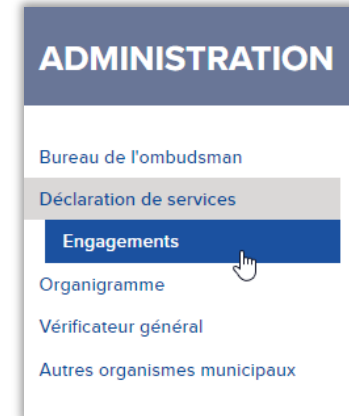 ADMINISTRATION
Bureau de l'ombudsman
Déclaration de services
Engagements
Organigramme
Vérificateur général
Autres organismes municipaux